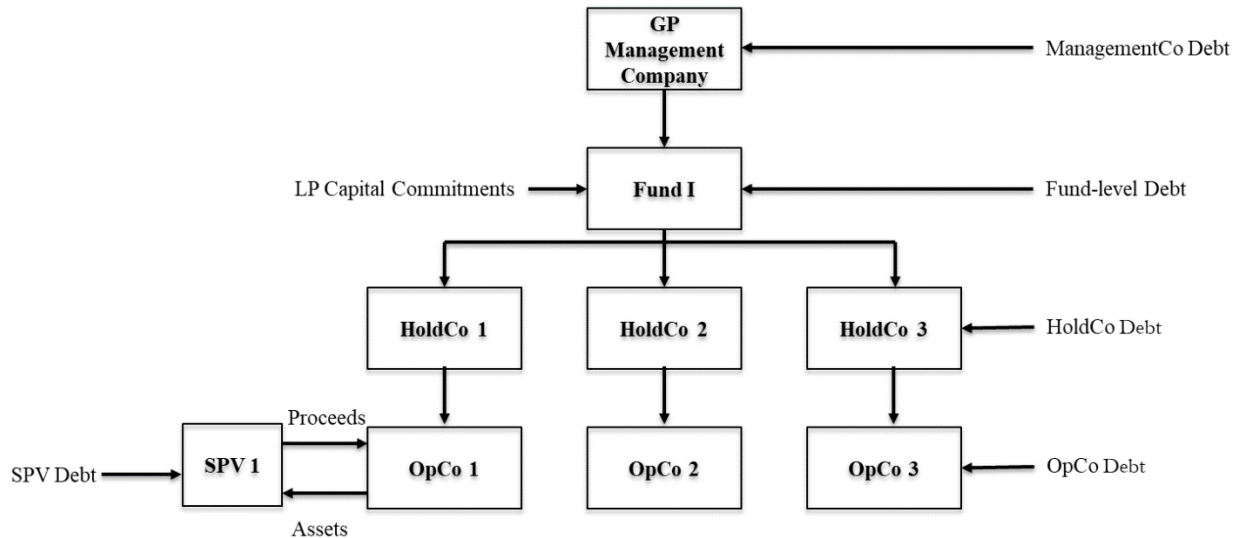 GP
Management
Company
ManagementCo Debt
LP Capital Commitments
Fund I
Fund-level Debt
HoldCo 1
HoldCo 2
HoldCo 3
HoldCo Debt
Proceeds
SPV Debt
SPV 1
OpCo 1
OpCo 2
OpCo 3
OpCo Debt
Assets